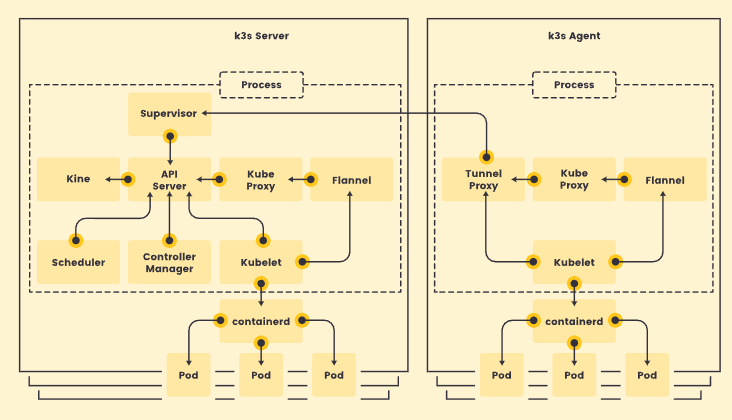 k3s Server
k3s Agent
Process
Process
Supervisor
Kine
API
Server
Kube
Proxy
Flannel
Tunnel
Proxy
Kube
Proxy
Flannel
Scheduler
Controller
Manager
Kubelet
Kubelet
containerd
containerd
Pod
Pod
Pod
Pod
Pod
Pod